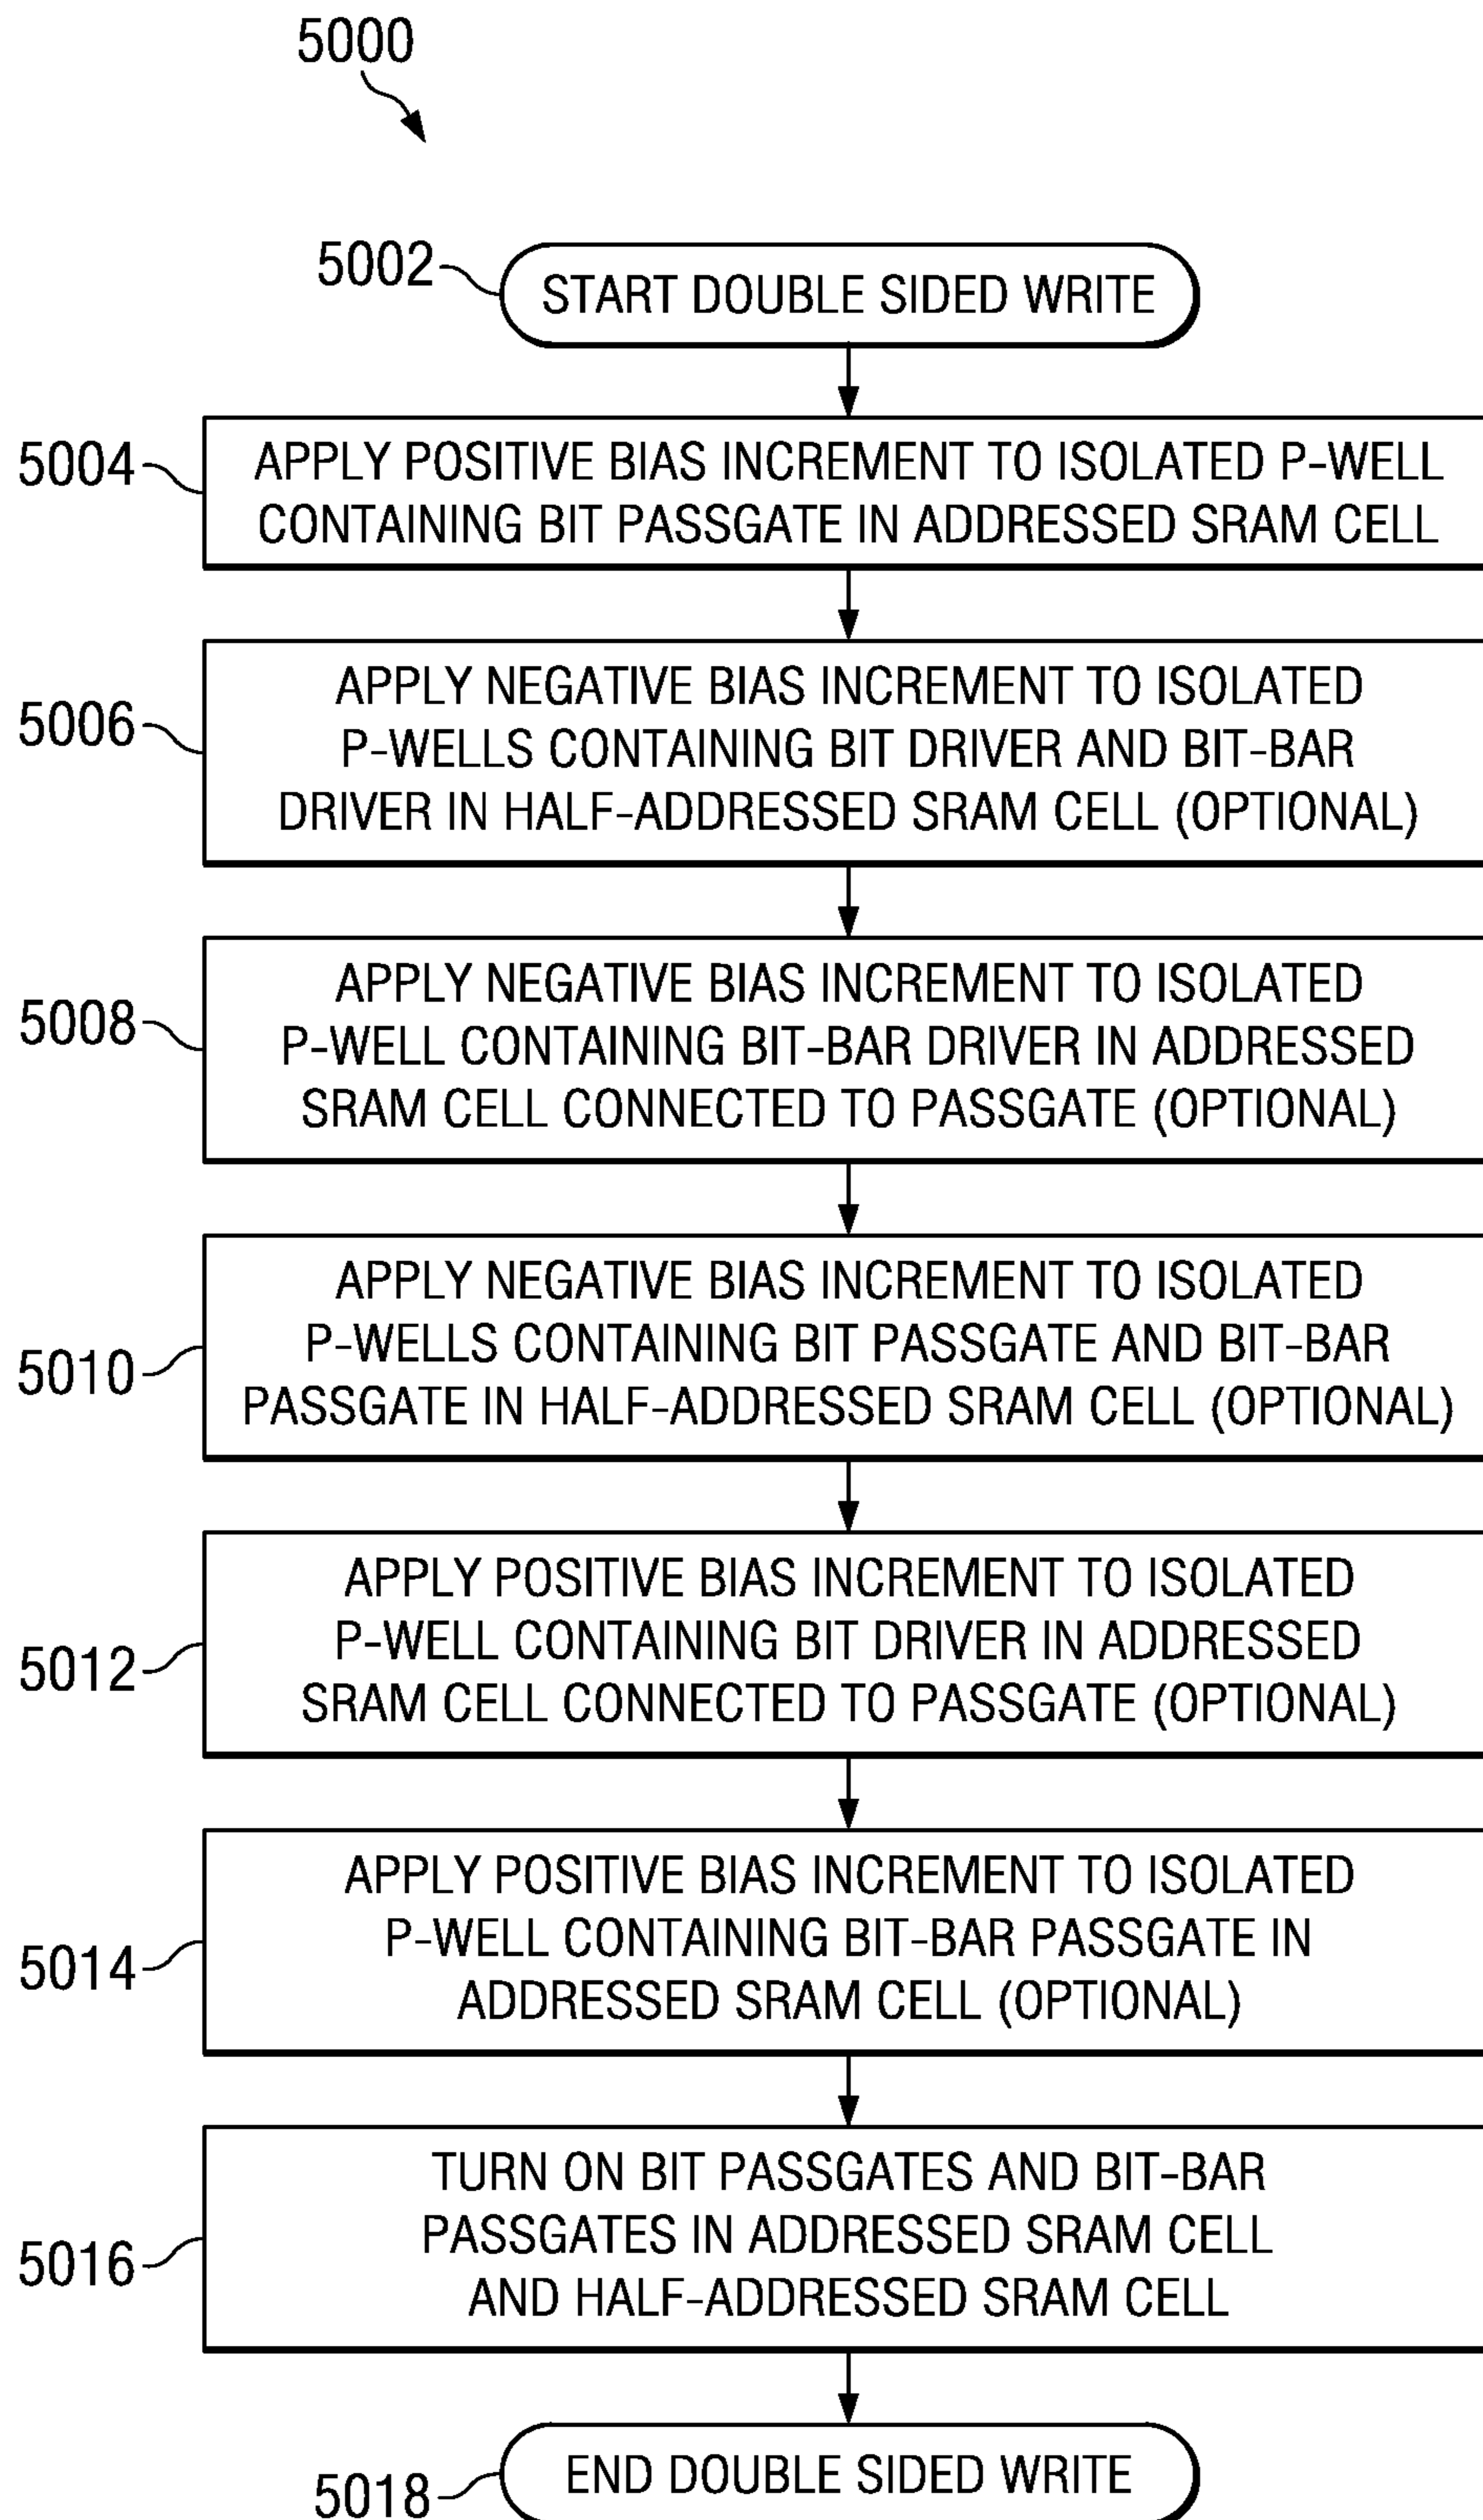 5000
5002
START DOUBLE SIDED WRITE
5004
APPLY POSITIVE BIAS INCREMENT TO ISOLATED P-WELL
CONTAINING BIT PASSGATE IN ADDRESSED SRAM CELL
5006
APPLY NEGATIVE BIAS INCREMENT TO ISOLATED
P-WELLS CONTAINING BIT DRIVER AND BIT-BAR
DRIVER IN HALF-ADDRESSED SRAM CELL (OPTIONAL)
5008
APPLY NEGATIVE BIAS INCREMENT TO ISOLATED
P-WELL CONTAINING BIT-BAR DRIVER IN ADDRESSED
SRAM CELL CONNECTED TO PASSGATE (OPTIONAL)
5010
APPLY NEGATIVE BIAS INCREMENT TO ISOLATED
P-WELLS CONTAINING BIT PASSGATE AND BIT-BAR
PASSGATE IN HALF-ADDRESSED SRAM CELL (OPTIONAL)
5012
APPLY POSITIVE BIAS INCREMENT TO ISOLATED
P-WELL CONTAINING BIT DRIVER IN ADDRESSED
SRAM CELL CONNECTED TO PASSGATE (OPTIONAL)
5014
APPLY POSITIVE BIAS INCREMENT TO ISOLATED
P-WELL CONTAINING BIT-BAR PASSGATE IN
ADDRESSED SRAM CELL (OPTIONAL)
5016
TURN ON BIT PASSGATES AND BIT-BAR
PASSGATES IN ADDRESSED SRAM CELL
AND HALF-ADDRESSED SRAM CELL
5018
END DOUBLE SIDED WRITE